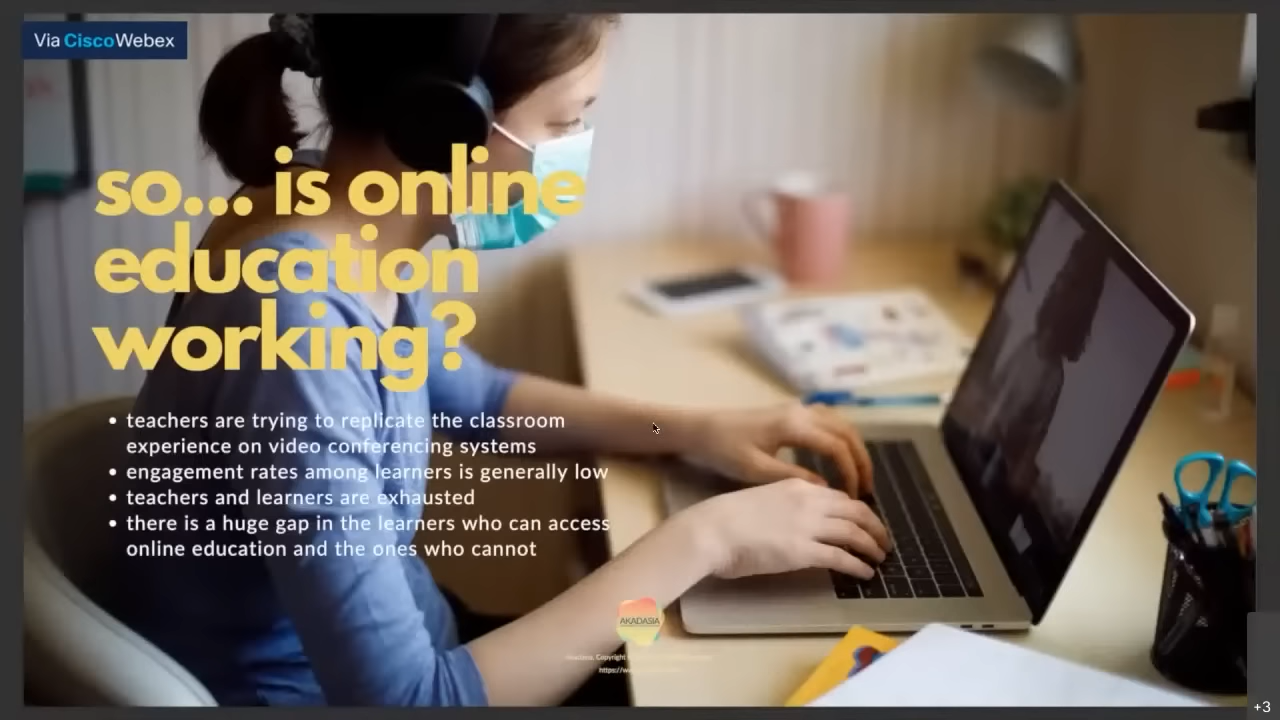 Via CiscoWebex
so... is online
education
working?
• teachers are trying to replicate the classroom
experience on video conferencing systems
• engagement rates among learners is generally low
• teachers and learners are exhausted
• there is a huge gap in the learners who can access
online education and the ones who cannot
AKADASIA
Copyright
+3